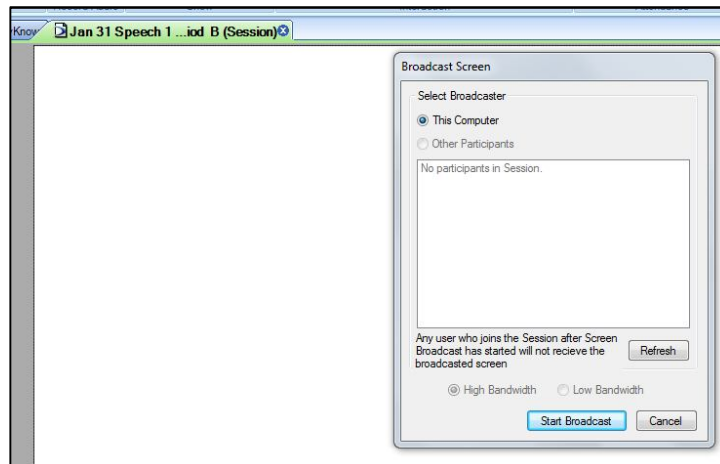 Know
Jan 31 Speech 1 ...iod B (Session)
Broadcast Screen
Select Broadcaster
This Computer
Other Participants
No participants in Session.
Any user who joins the Session after Screen
Broadcast has started will not recieve the
broadcasted screen
Refresh
High Bandwidth Low Bandwidth
Start Broadcast Cancel